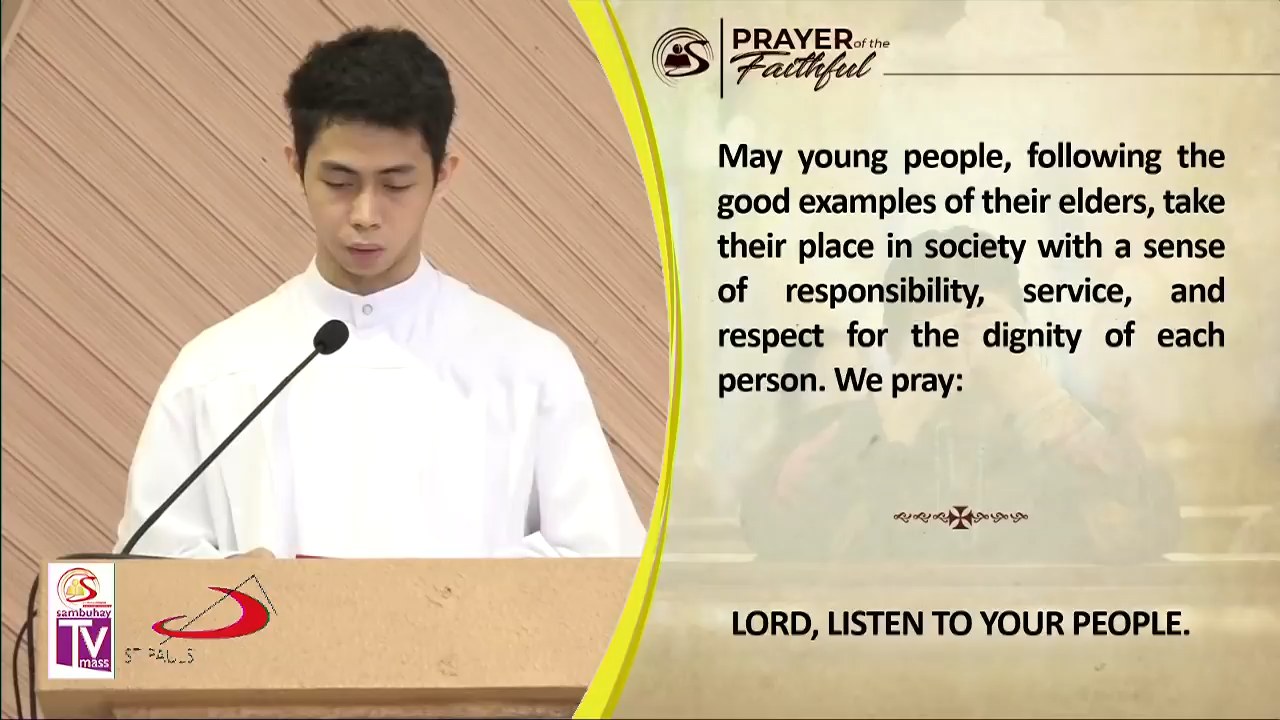 PRAYER of the
Faithful
May young people, following the
good examples of their elders, take
their place in society with a sense
of responsibility, service, and
respect for the dignity of each
person. We pray:
LORD, LISTEN TO YOUR PEOPLE.
sambuhay
TV
mass
ST PAULS